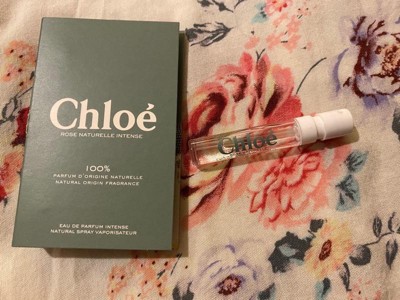 Chloé
ROSE NATURELLE INTENSE
100%
PARFUM D'ORIGINE NATURELLE
NATURAL ORIGIN FRAGRANCE
EAU DE PARFUM INTENSE
NATURAL SPRAY VAPORISATEUR
Chloé